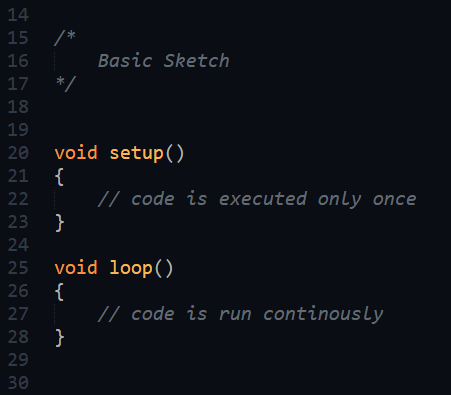 14
15 /*
16 Basic Sketch
17 */
18
19
20 void setup()
21 {
22 // code is executed only once
23 }
24
25 void loop()
26 {
27 // code is run continously
28 }
29
30